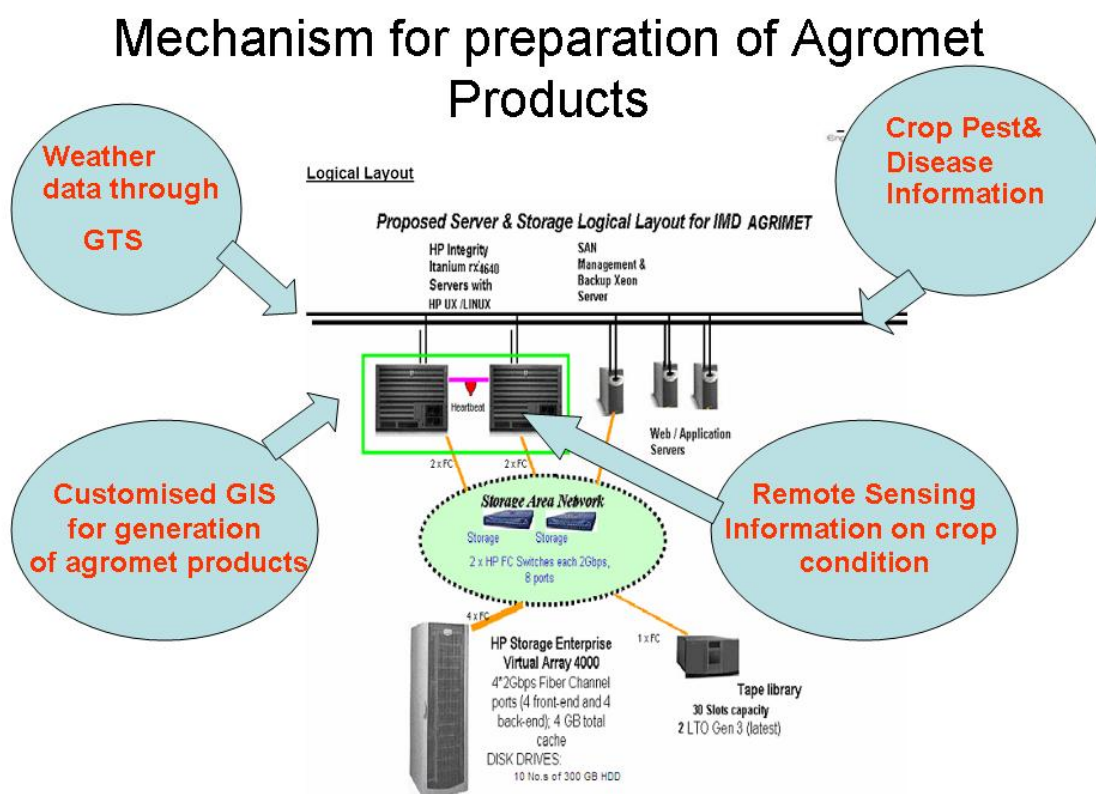 Mechanism for preparation of Agromet
Products
Weather
data through
GTS
Crop Pest&
Disease
Information
Logical Layout
Proposed Server & Storage Logical Layout for IMD AGRIMET
HP Integrity
Itanium rx4640
Servers with
HP UX /LINUX
SAN
Management &
Backup Xeon
Server
Heartbeat
Web / Application
Servers
2 x FC
2 x FC
Customised GIS
for generation
of agromet products
Remote Sensing
Information on crop
condition
Storage Area Network
Storage
Storage
2 x HP FC Switches each 2Gbps,
8 ports
4 x FC
1 x FC
HP Storage Enterprise
Virtual Array 4000
4*2Gbps Fiber Channel
ports (4 front-end and 4
back-end); 4 GB total
cache
DISK DRIVES:
10 No.s of 300 GB HDD
Tape library
30 Slots capacity
2 LTO Gen 3 (latest)